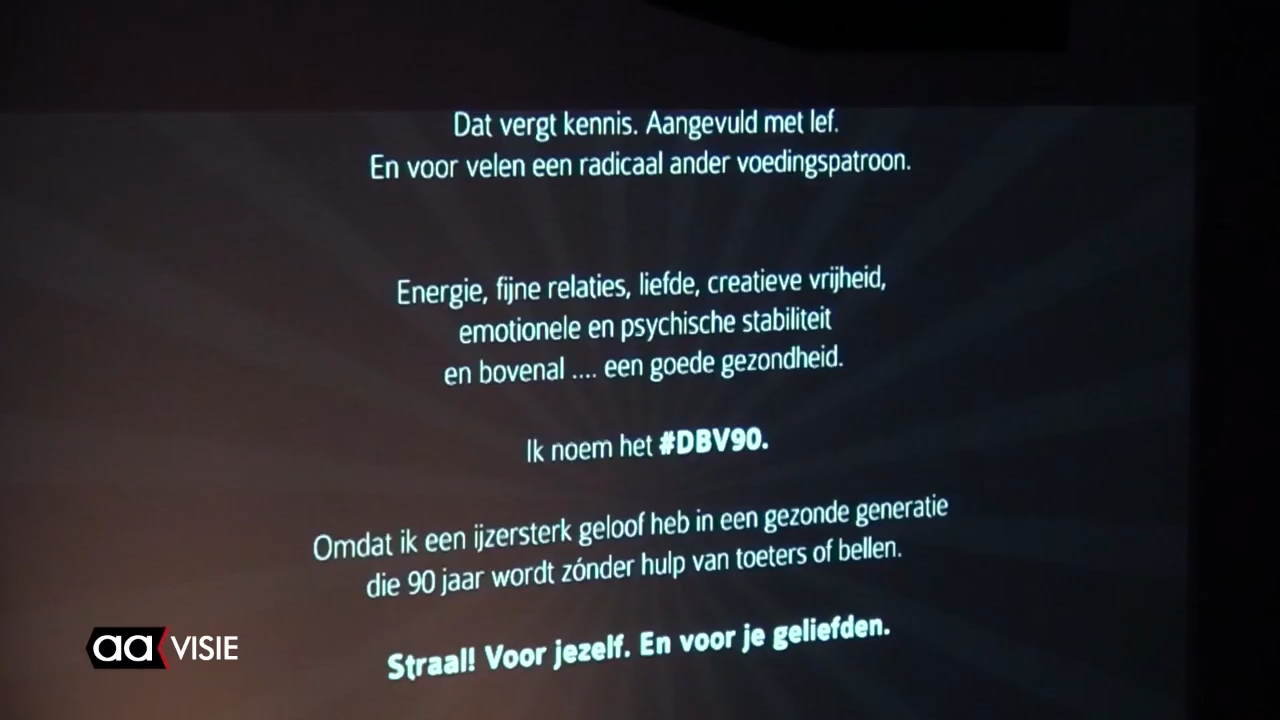 Dat vergt kennis. Aangevuld met lef.
En voor velen een radicaal ander voedingspatroon.
Energie, fijne relaties, liefde, creatieve vrijheid,
emotionele en psychische stabiliteit
en bovenal .... een goede gezondheid.
Ik noem het #DBV90.
Omdat ik een ijzersterk geloof heb in een gezonde generatie
die 90 jaar wordt zónder hulp van toeters of bellen.
Straal! Voor jezelf. En voor je geliefden.
aa VISIE